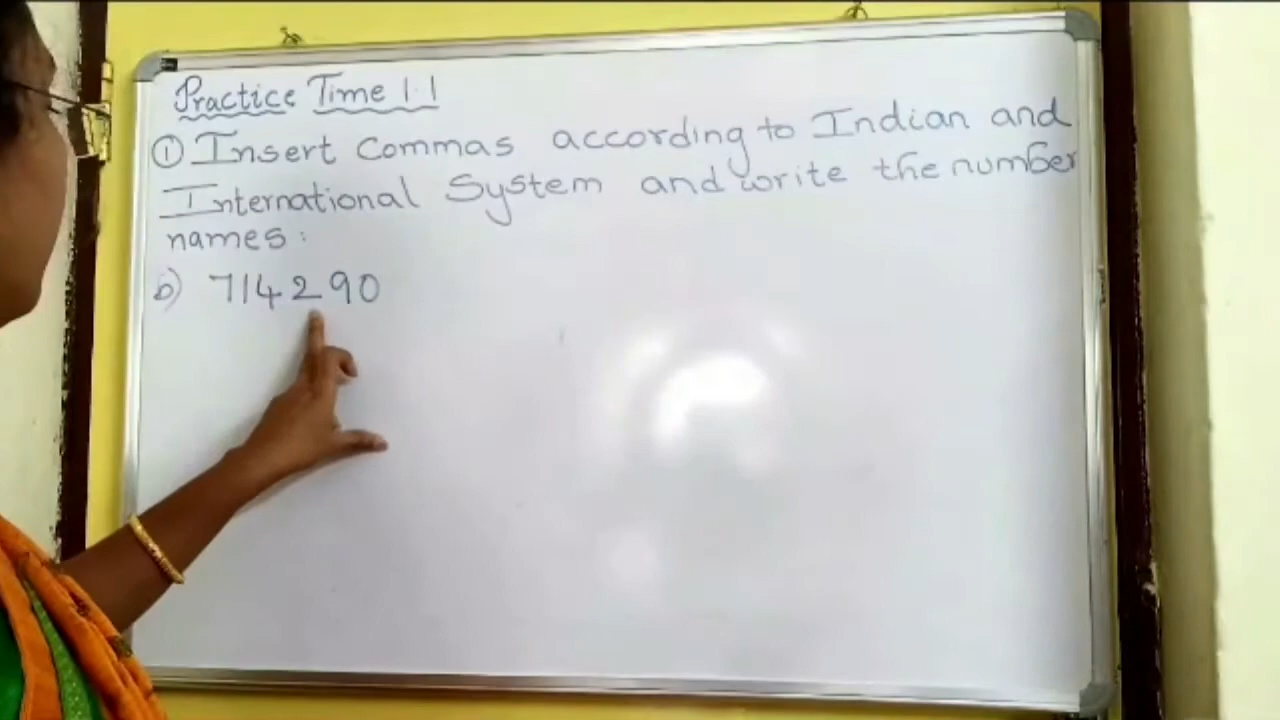 Practice Time 1.1
① Insert Commas according to Indian and
International System and write the number
names:
b) 714290